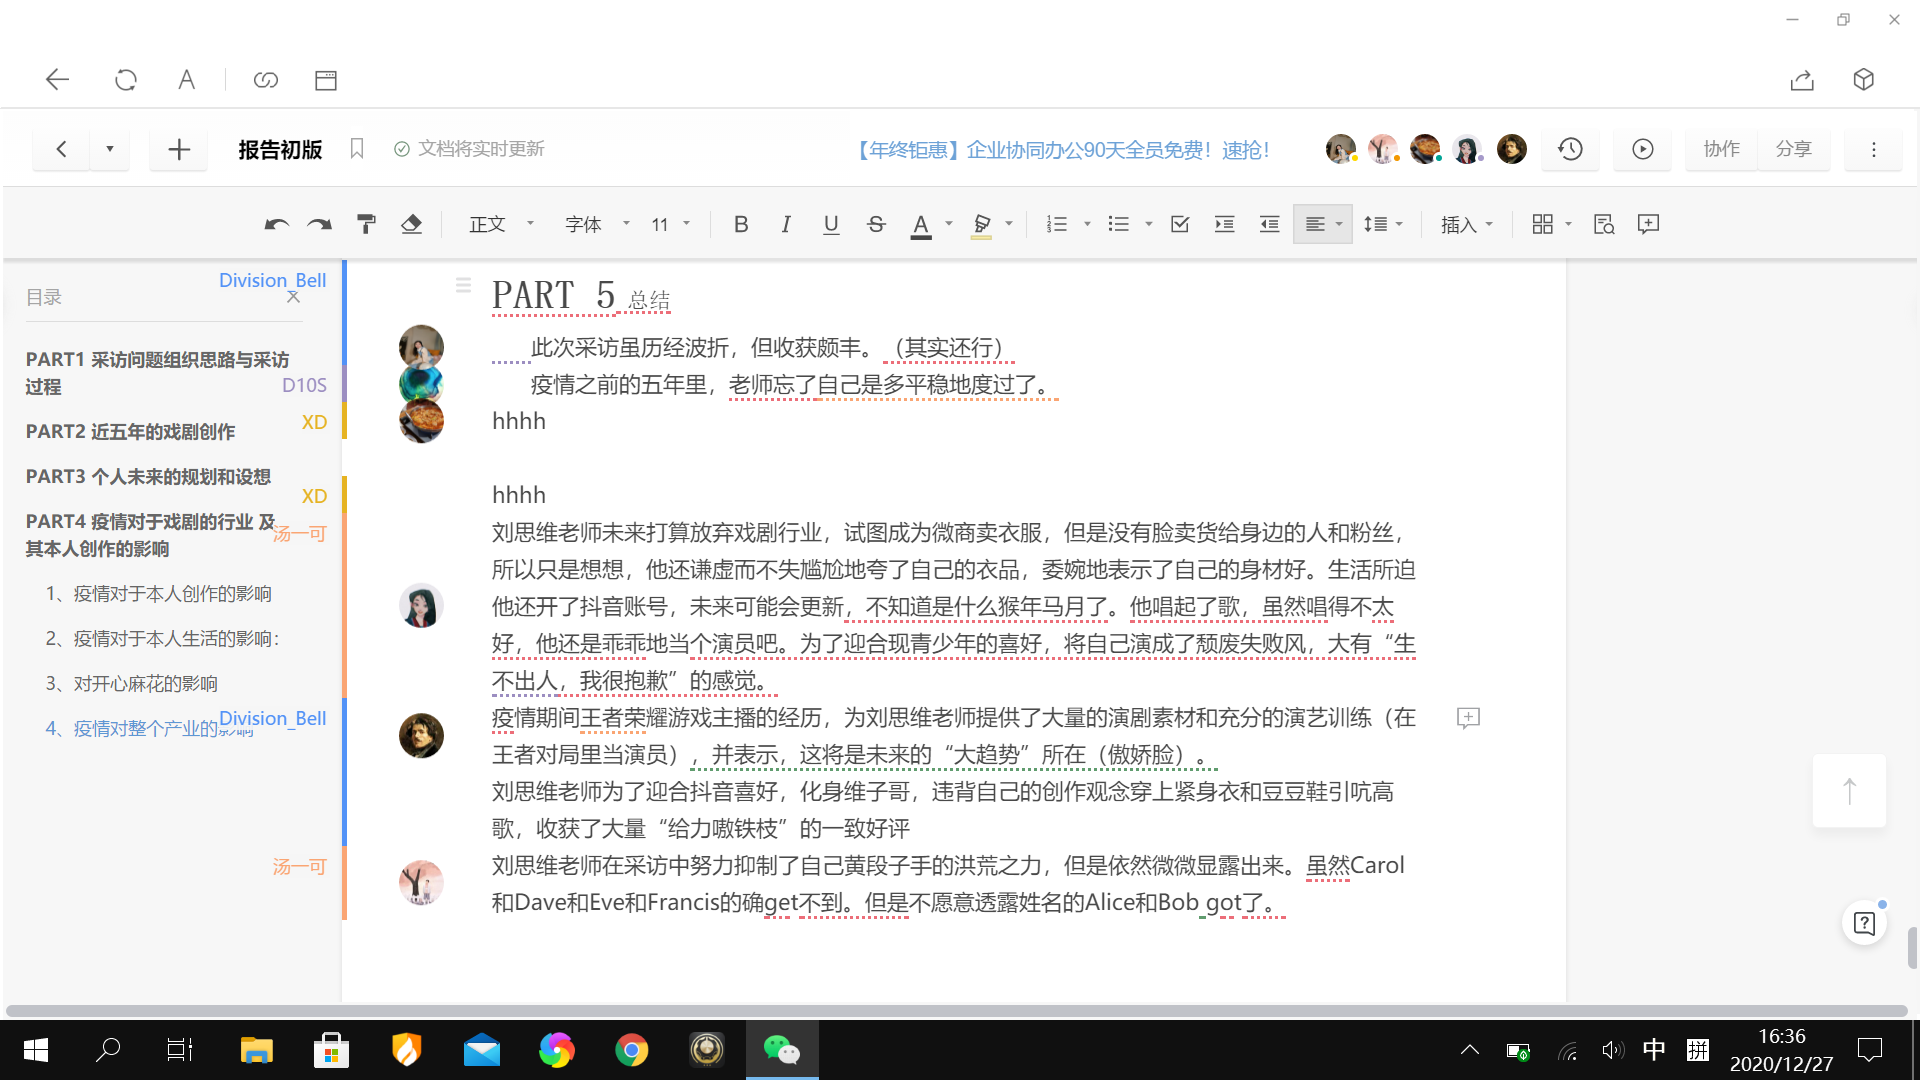 报告初版
文档将实时更新
【年终钜惠】企业协同办公90天全员免费！速抢！
协作
分享
正文
字体
11
B
I
U
S
A
插入
目录
Division_Bell
PART1 采访问题组织思路与采访
过程
D10S
XD
PART2 近五年的戏剧创作
PART3 个人未来的规划和设想
XD
PART4 疫情对于戏剧的行业 及
其本人创作的影响
汤一可
1、疫情对于本人创作的影响
2、疫情对于本人生活的影响：
3、对开心麻花的影响
4、疫情对整个产业的影响
Division_Bell
汤一可
PART 5 总结
此次采访虽历经波折，但收获颇丰。（其实还行）
疫情之前的五年里，老师忘了自己是多平稳地度过了。
hhhh
hhhh
刘思维老师未来打算放弃戏剧行业，试图成为微商卖衣服，但是没有脸卖货给身边的人和粉丝，
所以只是想想，他还谦虚而不失尴尬地夸了自己的衣品，委婉地表示了自己的身材好。生活所迫
他还开了抖音账号，未来可能会更新，不知道是什么猴年马月了。他唱起了歌，虽然唱得不太
好，他还是乖乖地当个演员吧。为了迎合现青少年的喜好，将自己演成了颓废失败风，大有“生
不出人，我很抱歉”的感觉。
疫情期间王者荣耀游戏主播的经历，为刘思维老师提供了大量的演剧素材和充分的演艺训练（在
王者对局里当演员），并表示，这将是未来的“大趋势”所在（傲娇脸）。
刘思维老师为了迎合抖音喜好，化身维子哥，违背自己的创作观念穿上紧身衣和豆豆鞋引吭高
歌，收获了大量“给力嗷铁枝”的一致好评
刘思维老师在采访中努力抑制了自己黄段子手的洪荒之力，但是依然微微显露出来。虽然Carol
和Dave和Eve和Francis的确get不到。但是不愿意透露姓名的Alice和Bob got了。
中
拼
16:36
2020/12/27